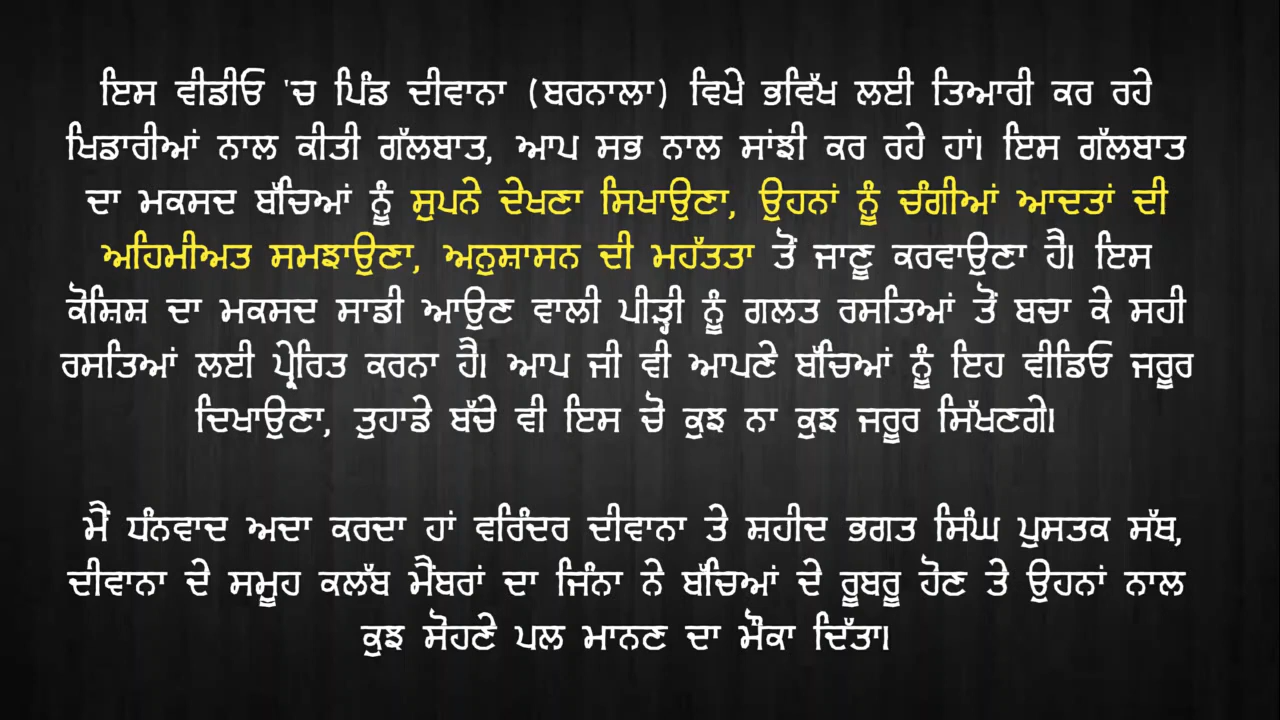 ਇਸ ਵੀਡੀਓ 'ਚ ਪਿੰਡ ਦੀਵਾਨਾ (ਬਰਨਾਲਾ) ਵਿਖੇ ਭਵਿੱਖ ਲਈ ਤਿਆਰੀ ਕਰ ਰਹੇ
ਖਿਡਾਰੀਆਂ ਨਾਲ ਕੀਤੀ ਗੱਲਬਾਤ, ਆਪ ਸਭ ਨਾਲ ਸਾਂਝੀ ਕਰ ਰਹੇ ਹਾਂ। ਇਸ ਗੱਲਬਾਤ
ਦਾ ਮਕਸਦ ਬੱਚਿਆਂ ਨੂੰ ਸੁਪਨੇ ਦੇਖਣਾ ਸਿਖਾਉਣਾ, ਉਹਨਾਂ ਨੂੰ ਚੰਗੀਆਂ ਆਦਤਾਂ ਦੀ
ਅਹਿਮੀਅਤ ਸਮਝਾਉਣਾ, ਅਨੁਸ਼ਾਸਨ ਦੀ ਮਹੱਤਤਾ ਤੋਂ ਜਾਣੂ ਕਰਵਾਉਣਾ ਹੈ। ਇਸ
ਕੋਸ਼ਿਸ਼ ਦਾ ਮਕਸਦ ਸਾਡੀ ਆਉਣ ਵਾਲੀ ਪੀੜ੍ਹੀ ਨੂੰ ਗਲਤ ਰਸਤਿਆਂ ਤੋਂ ਬਚਾ ਕੇ ਸਹੀ
ਰਸਤਿਆਂ ਲਈ ਪ੍ਰੇਰਿਤ ਕਰਨਾ ਹੈ। ਆਪ ਜੀ ਵੀ ਆਪਣੇ ਬੱਚਿਆਂ ਨੂੰ ਇਹ ਵੀਡਿਓ ਜਰੂਰ
ਦਿਖਾਉਣਾ, ਤੁਹਾਡੇ ਬੱਚੇ ਵੀ ਇਸ ਚੋ ਕੁਝ ਨਾ ਕੁਝ ਜਰੂਰ ਸਿੱਖਣਗੇ।
ਮੈਂ ਧੰਨਵਾਦ ਅਦਾ ਕਰਦਾ ਹਾਂ ਵਰਿੰਦਰ ਦੀਵਾਨਾ ਤੇ ਸ਼ਹੀਦ ਭਗਤ ਸਿੰਘ ਪੁਸਤਕ ਸੱਥ,
ਦੀਵਾਨਾ ਦੇ ਸਮੂਹ ਕਲੱਬ ਮੈਂਬਰਾਂ ਦਾ ਜਿੰਨਾ ਨੇ ਬੱਚਿਆਂ ਦੇ ਰੂਬਰੂ ਹੋਣ ਤੇ ਉਹਨਾਂ ਨਾਲ
ਕੁਝ ਸੋਹਣੇ ਪਲ ਮਾਨਣ ਦਾ ਮੌਕਾ ਦਿੱਤਾ।